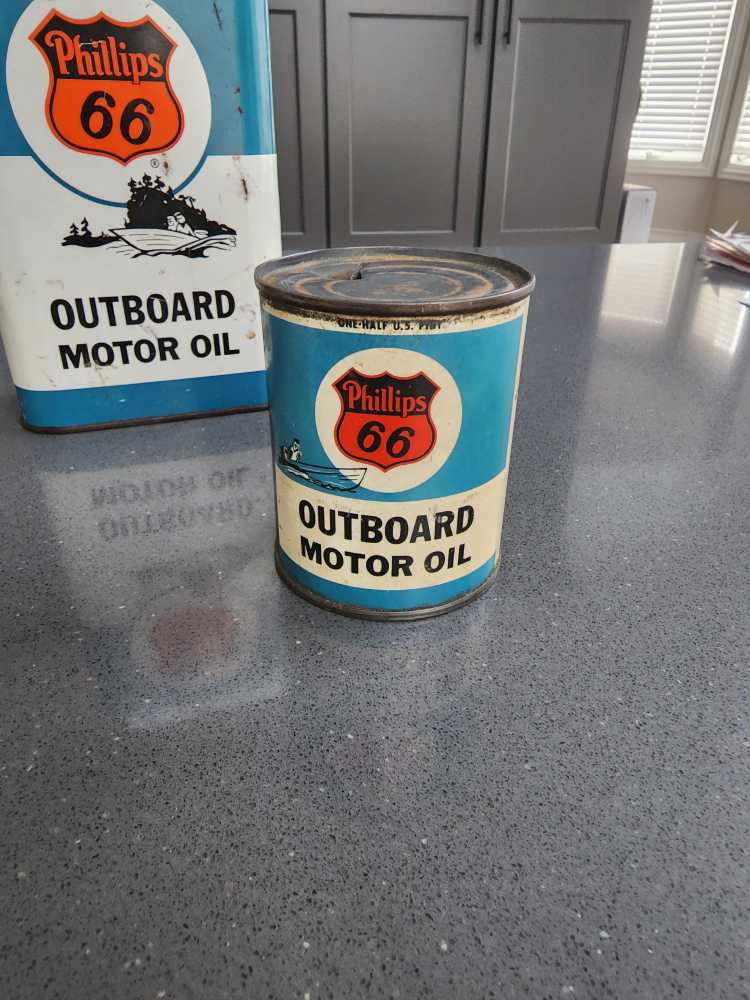 Phillips
66
®
OUTBOARD
MOTOR OIL
ONE-HALF U.S. PINT
Phillips
66
OUTBOARD
MOTOR OIL